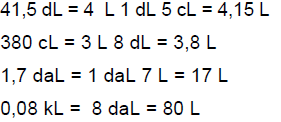 41,5 dL = 4  L 1 dL 5 cL = 4,15 L
380 cL = 3 L 8 dL = 3,8 L
1,7 daL = 1 daL 7 L = 17 L
0,08 kL =  8 daL = 80 L